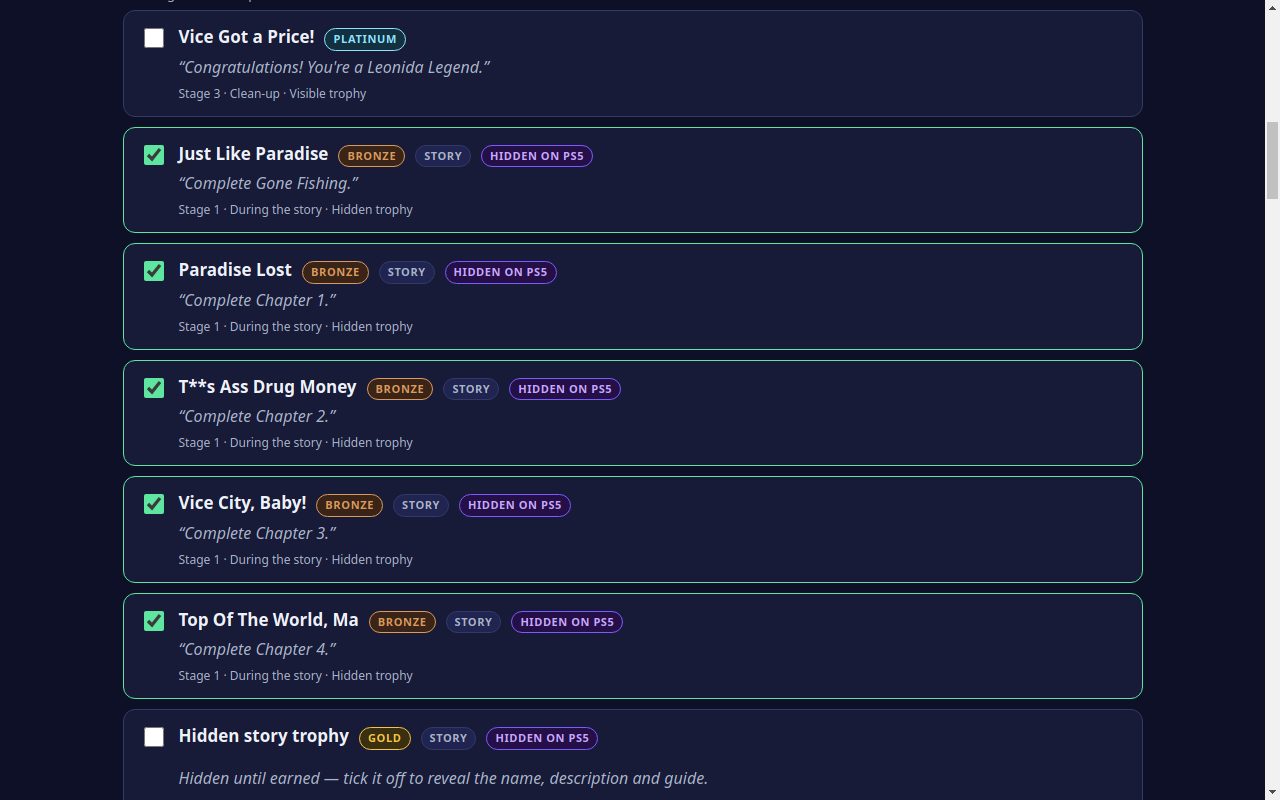 Vice Got a Price! PLATINUM
“Congratulations! You're a Leonida Legend.”
Stage 3 · Clean-up · Visible trophy
Just Like Paradise BRONZE STORY HIDDEN ON PS5
“Complete Gone Fishing.”
Stage 1 · During the story · Hidden trophy
Paradise Lost BRONZE STORY HIDDEN ON PS5
“Complete Chapter 1.”
Stage 1 · During the story · Hidden trophy
T**s Ass Drug Money BRONZE STORY HIDDEN ON PS5
“Complete Chapter 2.”
Stage 1 · During the story · Hidden trophy
Vice City, Baby! BRONZE STORY HIDDEN ON PS5
“Complete Chapter 3.”
Stage 1 · During the story · Hidden trophy
Top Of The World, Ma BRONZE STORY HIDDEN ON PS5
“Complete Chapter 4.”
Stage 1 · During the story · Hidden trophy
Hidden story trophy GOLD STORY HIDDEN ON PS5
Hidden until earned — tick it off to reveal the name, description and guide.